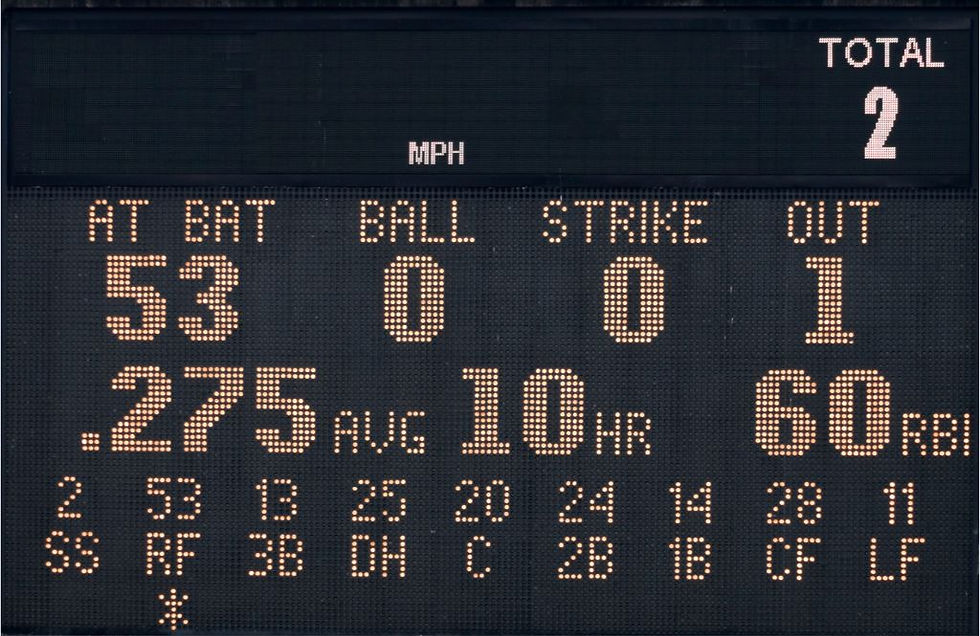 TOTAL
2
MPH
AT BAT BALL STRIKE OUT
53 0 0 1
.275 AVG 10 HR 60 RBI
2 53 13 25 20 24 14 28 11
SS RF 3B DH C 2B 1B CF LF
*